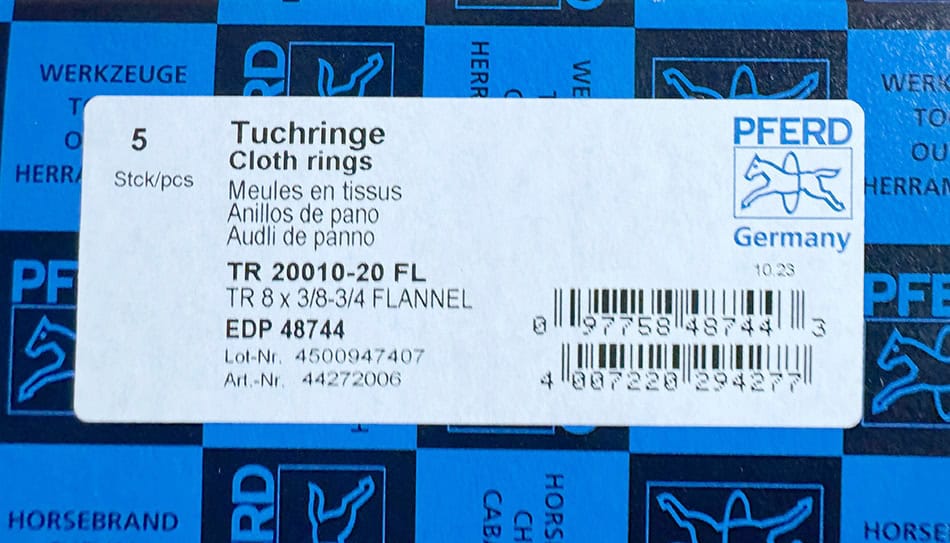 WERKZEUGE
HORSEBRAND
5
Stck/pcs
Tuchringe
Cloth rings
Meules en tissus
Anillos de pano
Audli de panno
TR 20010-20 FL
TR 8 x 3/8-3/4 FLANNEL
EDP 48744
Lot-Nr. 4500947407
Art.-Nr. 44272006
PFERD
Germany
10.23
0 97758 48744 3
4 007220 294277